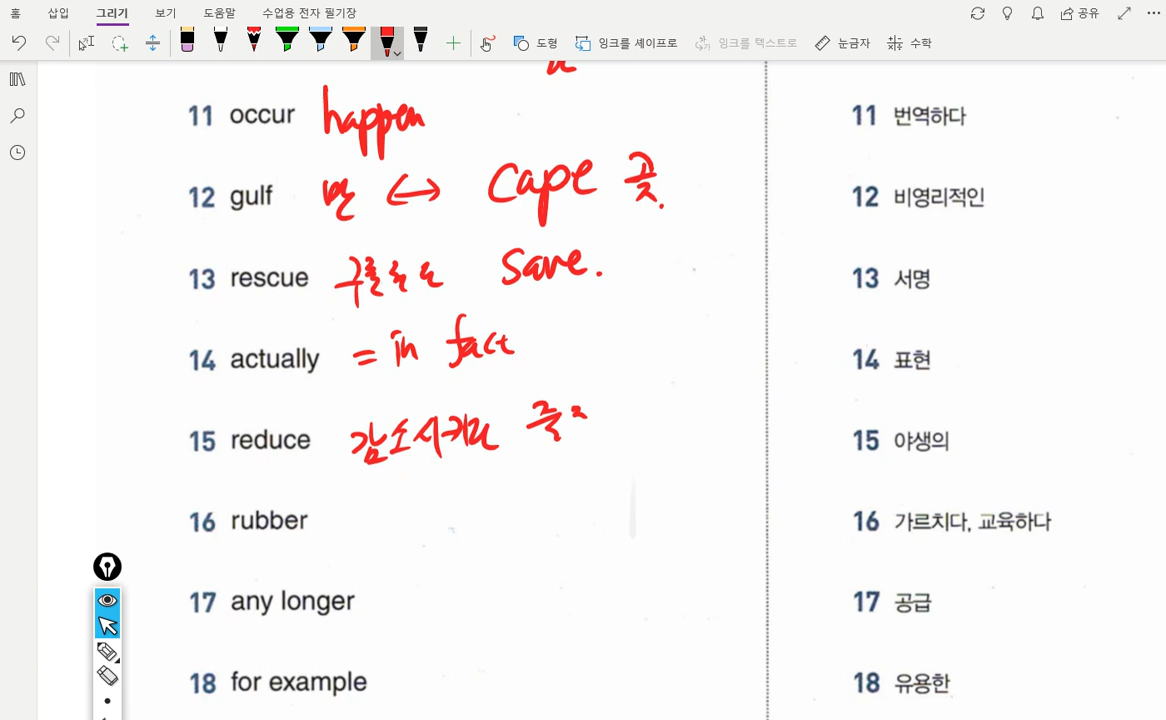 홈 삽입 그리기 보기 도움말 수업용 전자 필기장 공유
도형 잉크를 셰이프로 잉크를 텍스트로 눈금자 수학
11 occur happen
12 gulf 만 ↔ cape 곶.
13 rescue save.
14 actually = in fact
15 reduce 감소시키다
16 rubber
17 any longer
18 for example
11 번역하다
12 비영리적인
13 서명
14 표현
15 야생의
16 가르치다, 교육하다
17 공급
18 유용한